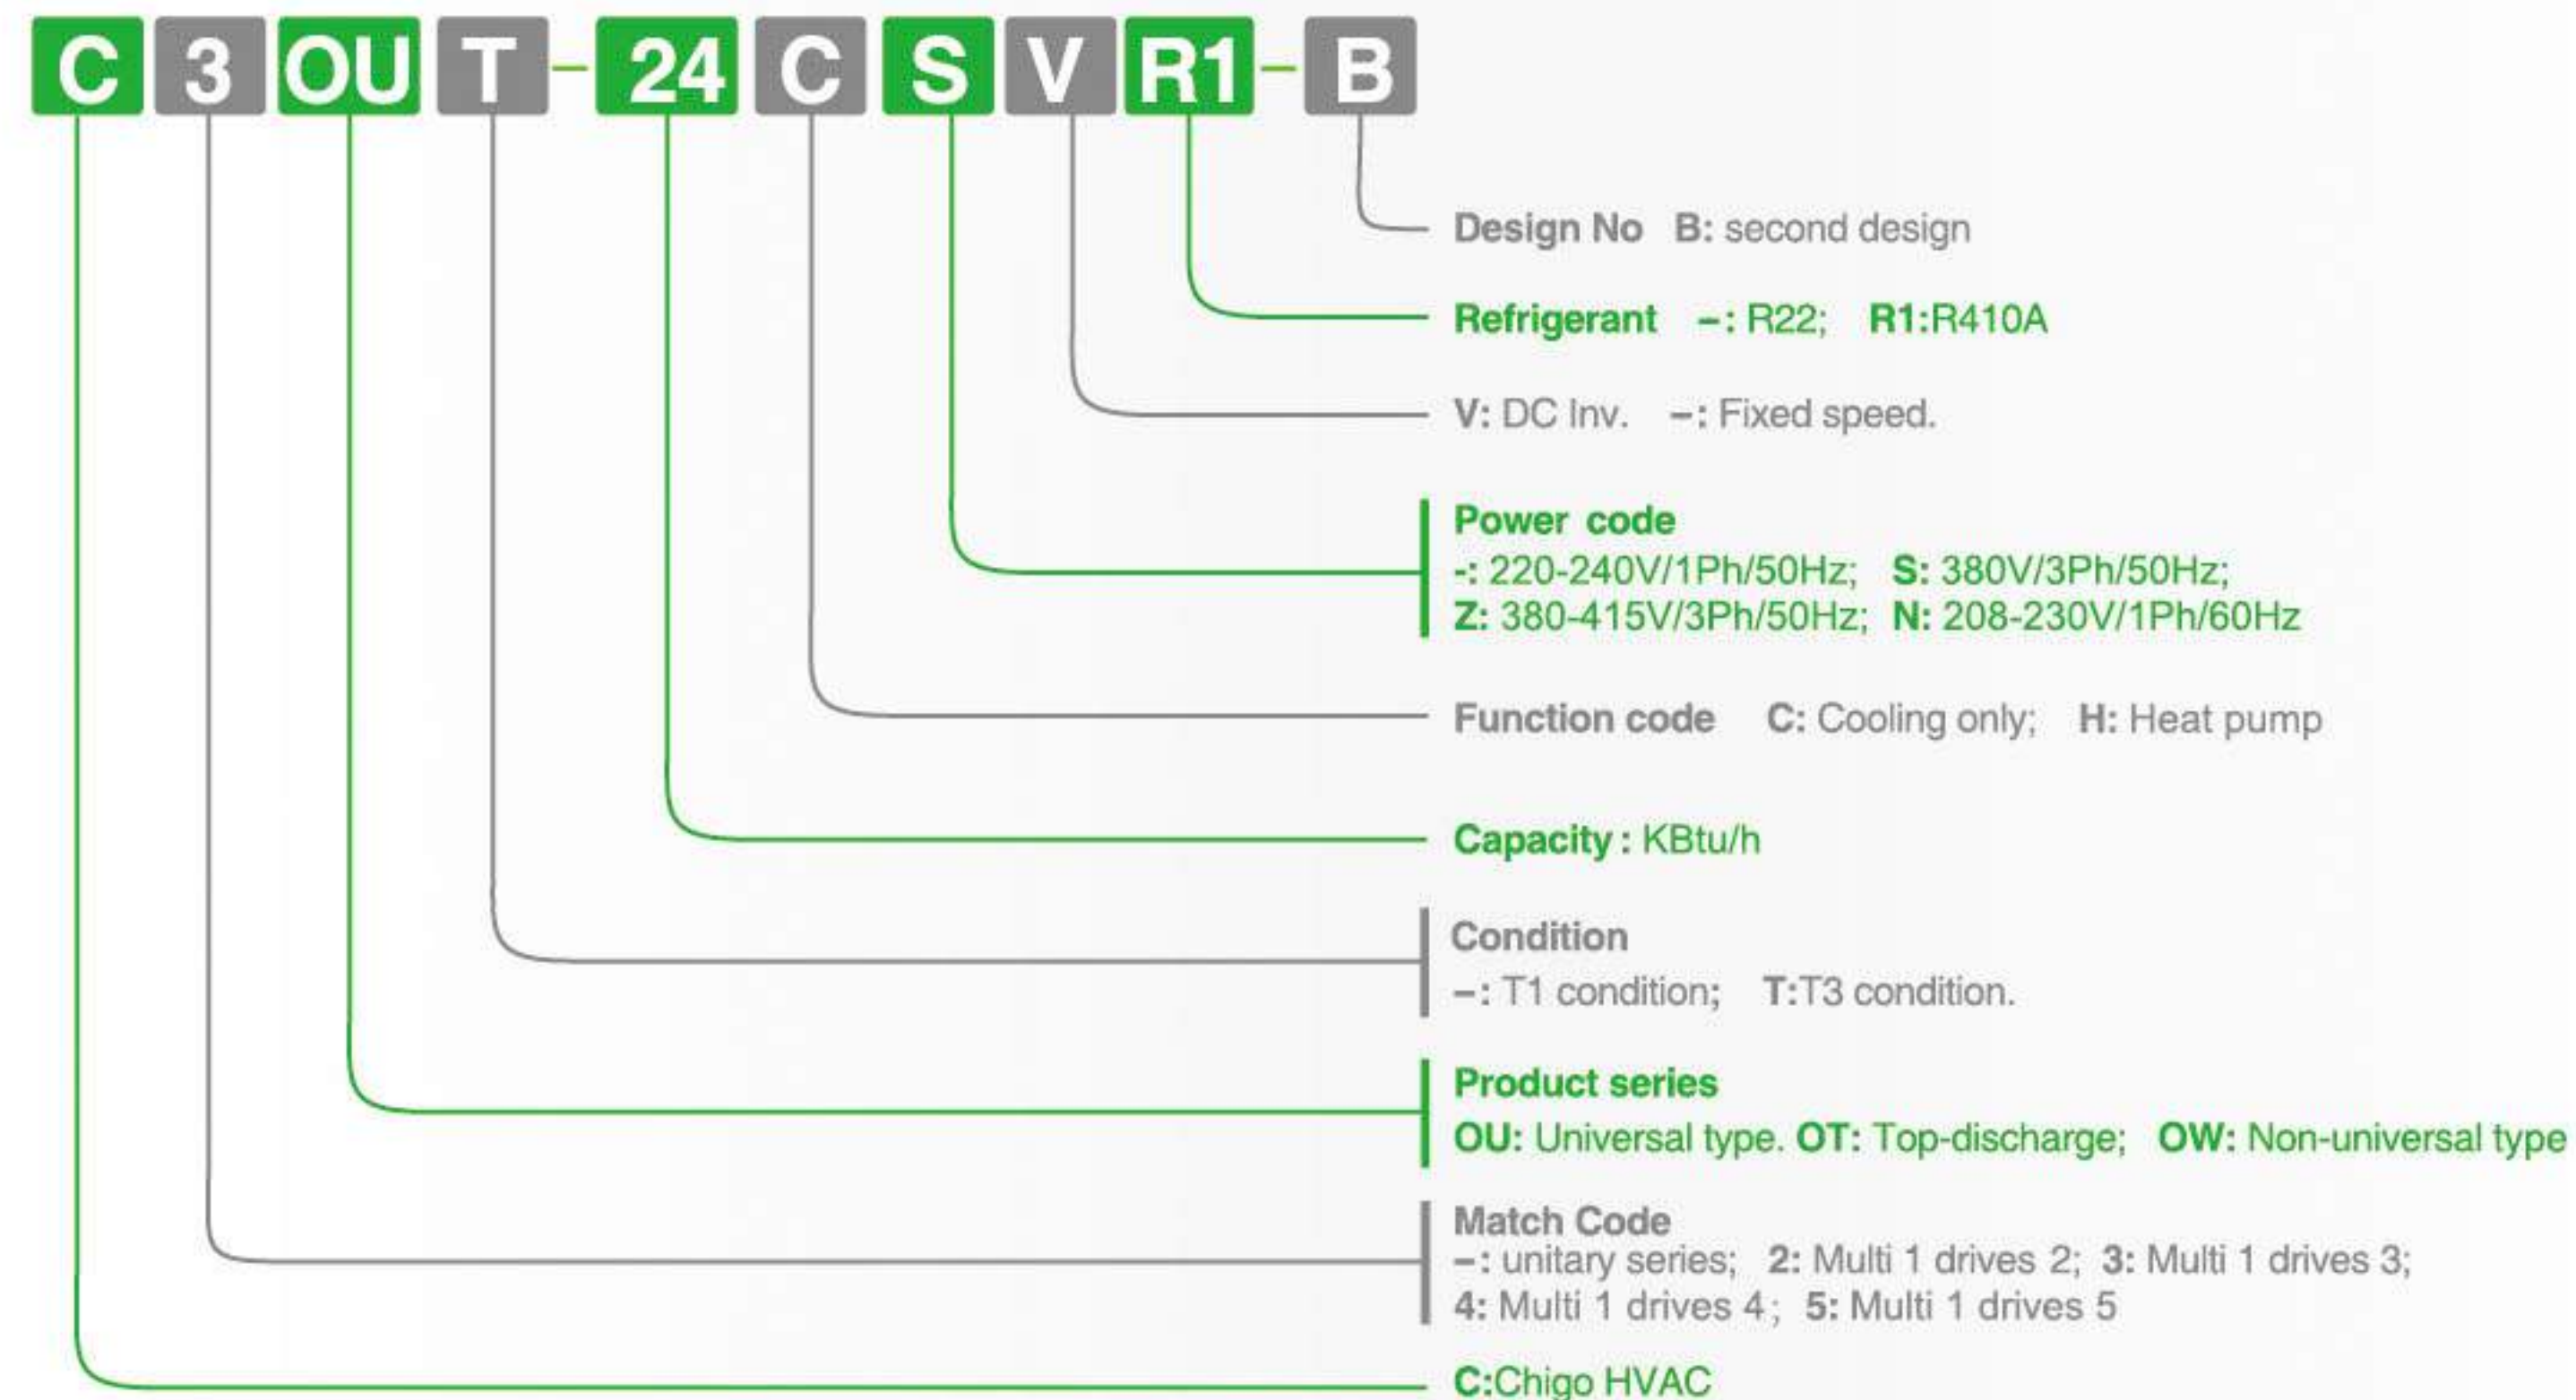 C 3 OU T - 24 C S V R1 - B
Design No B: second design
Refrigerant –: R22; R1:R410A
V: DC Inv. –: Fixed speed.
Power code
-: 220-240V/1Ph/50Hz; S: 380V/3Ph/50Hz;
Z: 380-415V/3Ph/50Hz; N: 208-230V/1Ph/60Hz
Function code C: Cooling only; H: Heat pump
Capacity: KBtu/h
Condition
–: T1 condition; T:T3 condition.
Product series
OU: Universal type. OT: Top-discharge; OW: Non-universal type
Match Code
–: unitary series; 2: Multi 1 drives 2; 3: Multi 1 drives 3;
4: Multi 1 drives 4; 5: Multi 1 drives 5
C:Chigo HVAC